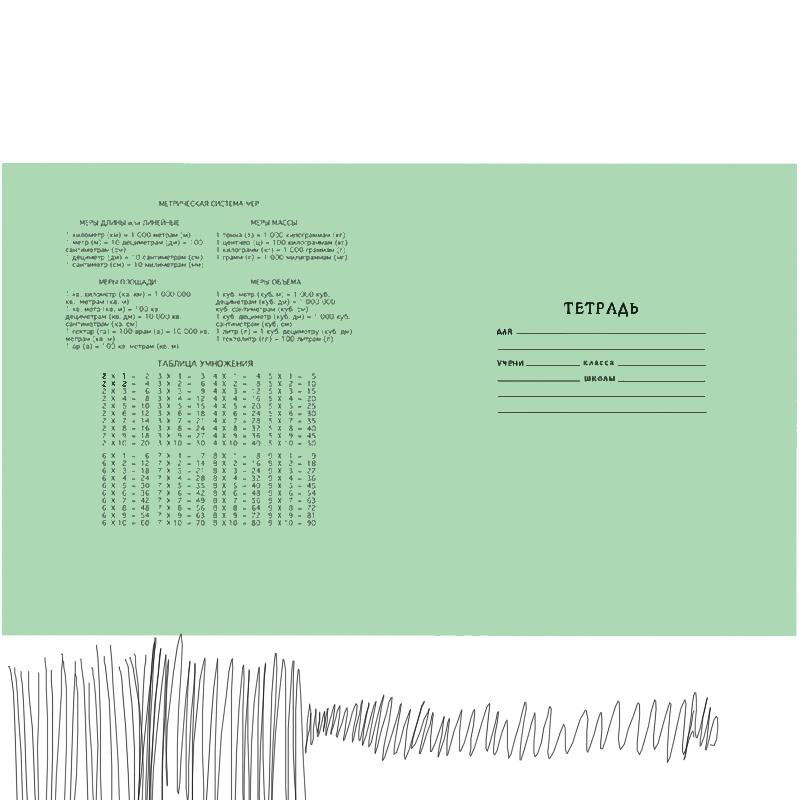 МЕТРИЧЕСКАЯ СИСТЕМА МЕР
МЕРЫ ДЛИНЫ или ЛИНЕЙНЫЕ
1 километр (км) = 1 000 метрам (м)
1 метр (м) = 10 дециметрам (дм) = 100
сантиметрам (см)
1 дециметр (дм) = 10 сантиметрам (см)
1 сантиметр (см) = 10 милиметрам (мм)
МЕРЫ МАССЫ
1 тонна (т) = 1 000 килограммам (кг)
1 центнер (ц) = 100 килограммам (кг)
1 килограмм (кг) = 1 000 граммам (г)
1 грамм (г) = 1 000 милиграммам (мг)
МЕРЫ ПЛОЩАДИ
1 кв. километр (кв. км) = 1 000 000
кв. метрам (кв. м)
1 кв. метр (кв. м) = 100 кв.
дециметрам (кв. дм) = 10 000 кв.
сантиметрам (кв. см)
1 гектар (га) = 100 арам (а) = 10 000 кв.
метрам (кв. м)
1 ар (а) = 100 кв. метрам (кв. м)
МЕРЫ ОБЪЕМА
1 куб. метр (куб. м) = 1 000 куб.
дециметрам (куб. дм) = 1 000 000
куб. сантиметрам (куб. см)
1 куб. дециметр (куб. дм) = 1 000 куб.
сантиметрам (куб. см)
1 литр (л) = 1 куб. дециметру (куб. дм)
1 гектолитр (гл) = 100 литрам (л)
ТАБЛИЦА УМНОЖЕНИЯ
2 X 1 = 2 3 X 1 = 3 4 X 1 = 4 5 X 1 = 5
2 X 2 = 4 3 X 2 = 6 4 X 2 = 8 5 X 2 = 10
2 X 3 = 6 3 X 3 = 9 4 X 3 = 12 5 X 3 = 15
2 X 4 = 8 3 X 4 = 12 4 X 4 = 16 5 X 4 = 20
2 X 5 = 10 3 X 5 = 15 4 X 5 = 20 5 X 5 = 25
2 X 6 = 12 3 X 6 = 18 4 X 6 = 24 5 X 6 = 30
2 X 7 = 14 3 X 7 = 21 4 X 7 = 28 5 X 7 = 35
2 X 8 = 16 3 X 8 = 24 4 X 8 = 32 5 X 8 = 40
2 X 9 = 18 3 X 9 = 27 4 X 9 = 36 5 X 9 = 45
2 X 10 = 20 3 X 10 = 30 4 X 10 = 40 5 X 10 = 50
6 X 1 = 6 7 X 1 = 7 8 X 1 = 8 9 X 1 = 9
6 X 2 = 12 7 X 2 = 14 8 X 2 = 16 9 X 2 = 18
6 X 3 = 18 7 X 3 = 21 8 X 3 = 24 9 X 3 = 27
6 X 4 = 24 7 X 4 = 28 8 X 4 = 32 9 X 4 = 36
6 X 5 = 30 7 X 5 = 35 8 X 5 = 40 9 X 5 = 45
6 X 6 = 36 7 X 6 = 42 8 X 6 = 48 9 X 6 = 54
6 X 7 = 42 7 X 7 = 49 8 X 7 = 56 9 X 7 = 63
6 X 8 = 48 7 X 8 = 56 8 X 8 = 64 9 X 8 = 72
6 X 9 = 54 7 X 9 = 63 8 X 9 = 72 9 X 9 = 81
6 X 10 = 60 7 X 10 = 70 8 X 10 = 80 9 X 10 = 90
ТЕТРАДЬ
ДЛЯ
УЧЕНИ КЛАССА
ШКОЛЫ